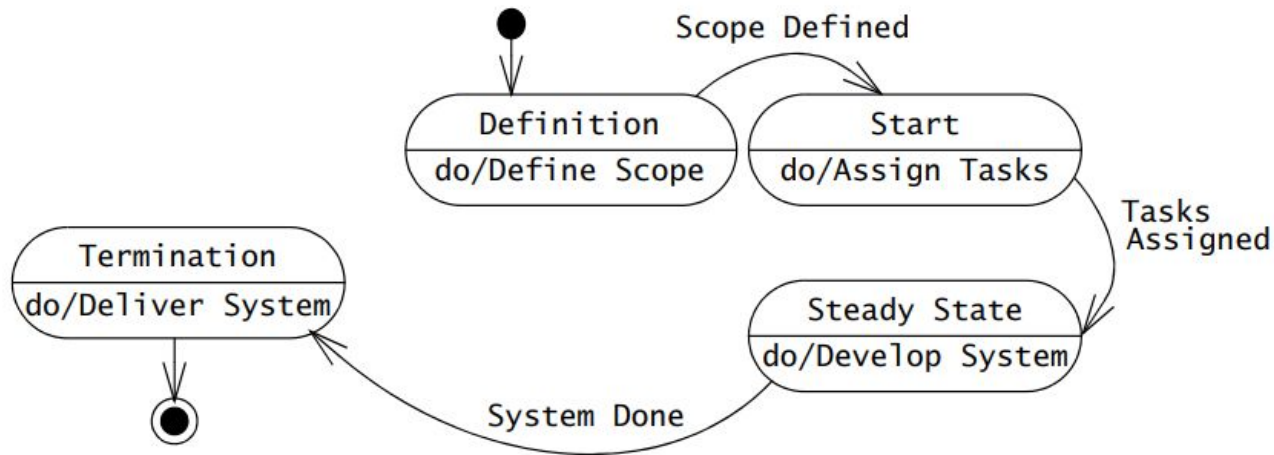 Scope Defined
Definition
do/Define Scope
Start
do/Assign Tasks
Tasks
Assigned
Termination
do/Deliver System
Steady State
do/Develop System
System Done